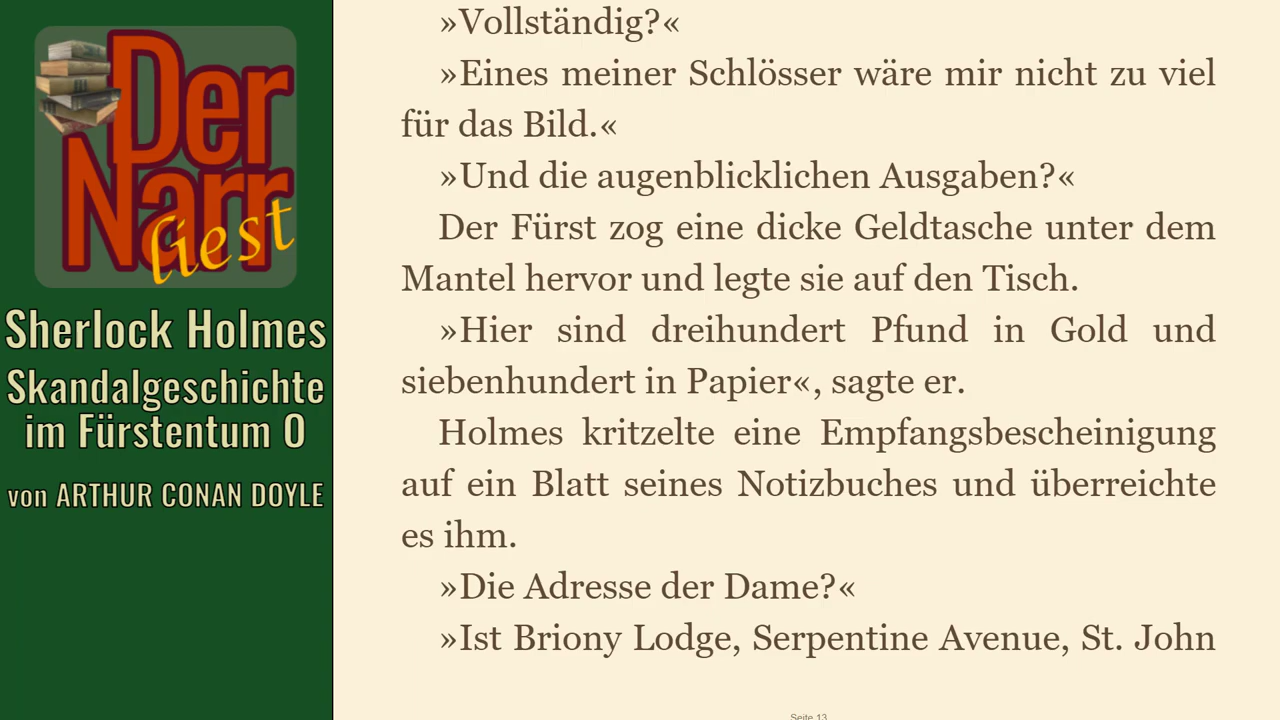 Der
Narr
liest
Sherlock Holmes
Skandalgeschichte
im Fürstentum O
von ARTHUR CONAN DOYLE
»Vollständig?«
»Eines meiner Schlösser wäre mir nicht zu viel
für das Bild.«
»Und die augenblicklichen Ausgaben?«
Der Fürst zog eine dicke Geldtasche unter dem
Mantel hervor und legte sie auf den Tisch.
»Hier sind dreihundert Pfund in Gold und
siebenhundert in Papier«, sagte er.
Holmes kritzelte eine Empfangsbescheinigung
auf ein Blatt seines Notizbuches und überreichte
es ihm.
»Die Adresse der Dame?«
»Ist Briony Lodge, Serpentine Avenue, St. John
Seite 13